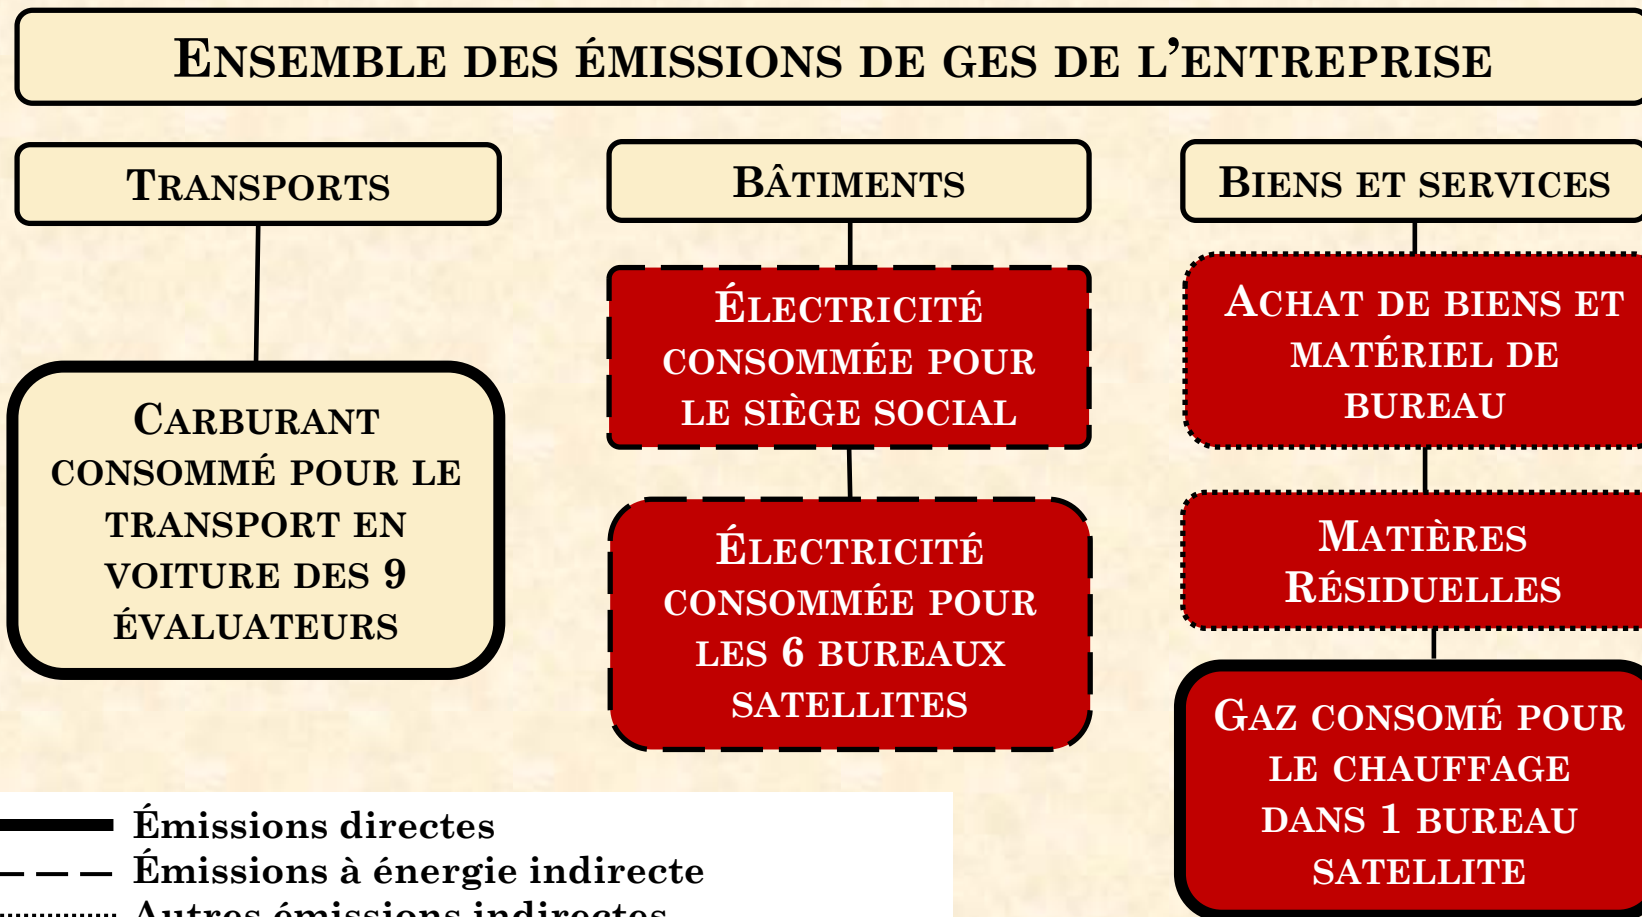 ENSEMBLE DES ÉMISSIONS DE GES DE L'ENTREPRISE
TRANSPORTS
CARBURANT
CONSOMMÉ POUR LE
TRANSPORT EN
VOITURE DES 9
ÉVALUATEURS
BÂTIMENTS
ÉLECTRICITÉ
CONSOMMÉE POUR
LE SIÈGE SOCIAL
ÉLECTRICITÉ
CONSOMMÉE POUR
LES 6 BUREAUX
SATELLITES
BIENS ET SERVICES
ACHAT DE BIENS ET
MATÉRIEL DE
BUREAU
MATIÈRES
RÉSIDUELLES
GAZ CONSOMÉ POUR
LE CHAUFFAGE
DANS 1 BUREAU
SATELLITE
Émissions directes
Émissions à énergie indirecte
Autres émissions indirectes